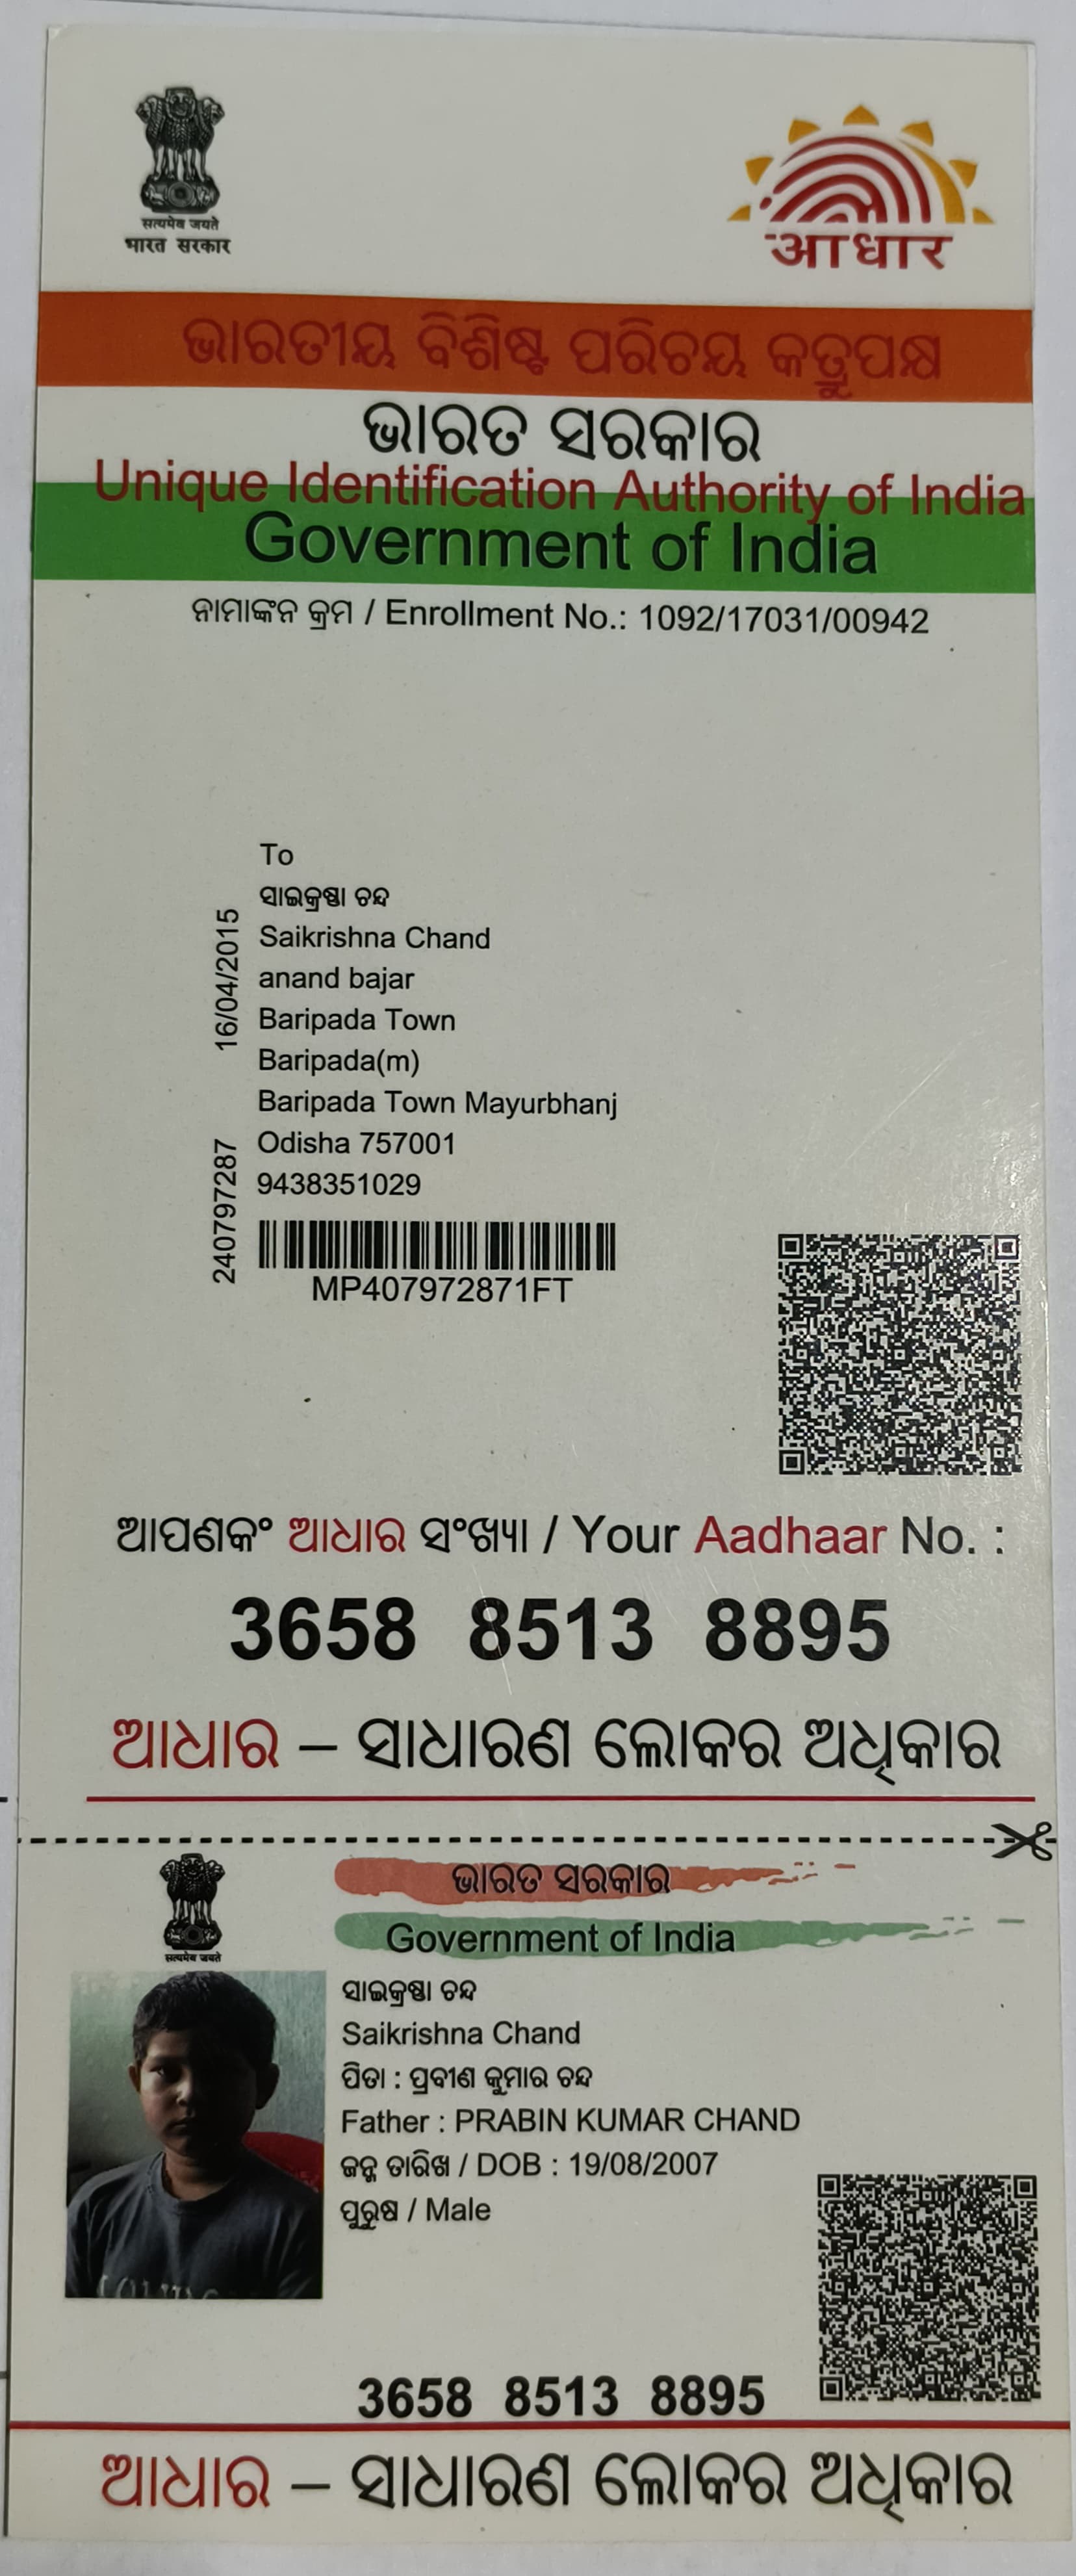 सत्यमेव जयते
भारत सरकार
आधार
ଭାରତୀୟ ବିଶିଷ୍ଟ ପରିଚୟ କତ୍ରୁପକ୍ଷ
ଭାରତ ସରକାର
Unique Identification Authority of India
Government of India
ନାମାଙ୍କନ କ୍ରମ / Enrollment No.: 1092/17031/00942
To
ସାଇକ୍ରଷ୍ଣା ଚନ୍ଦ
Saikrishna Chand
anand bajar
Baripada Town
Baripada(m)
Baripada Town Mayurbhanj
Odisha 757001
9438351029
16/04/2015
240797287
MP407972871FT
ଆପଣକଂ ଆଧାର ସଂଖ୍ୟା / Your Aadhaar No. :
3658 8513 8895
ଆଧାର – ସାଧାରଣ ଲୋକର ଅଧିକାର
ଭାରତ ସରକାର
Government of India
सत्यमेव जयते
ସାଇକ୍ରଷ୍ଣା ଚନ୍ଦ
Saikrishna Chand
ପିତା : ପ୍ରବୀଣ କୁମାର ଚନ୍ଦ
Father : PRABIN KUMAR CHAND
ଜନ୍ମ ତାରିଖ / DOB : 19/08/2007
ପୁରୁଷ / Male
3658 8513 8895
ଆଧାର – ସାଧାରଣ ଲୋକର ଅଧିକାର